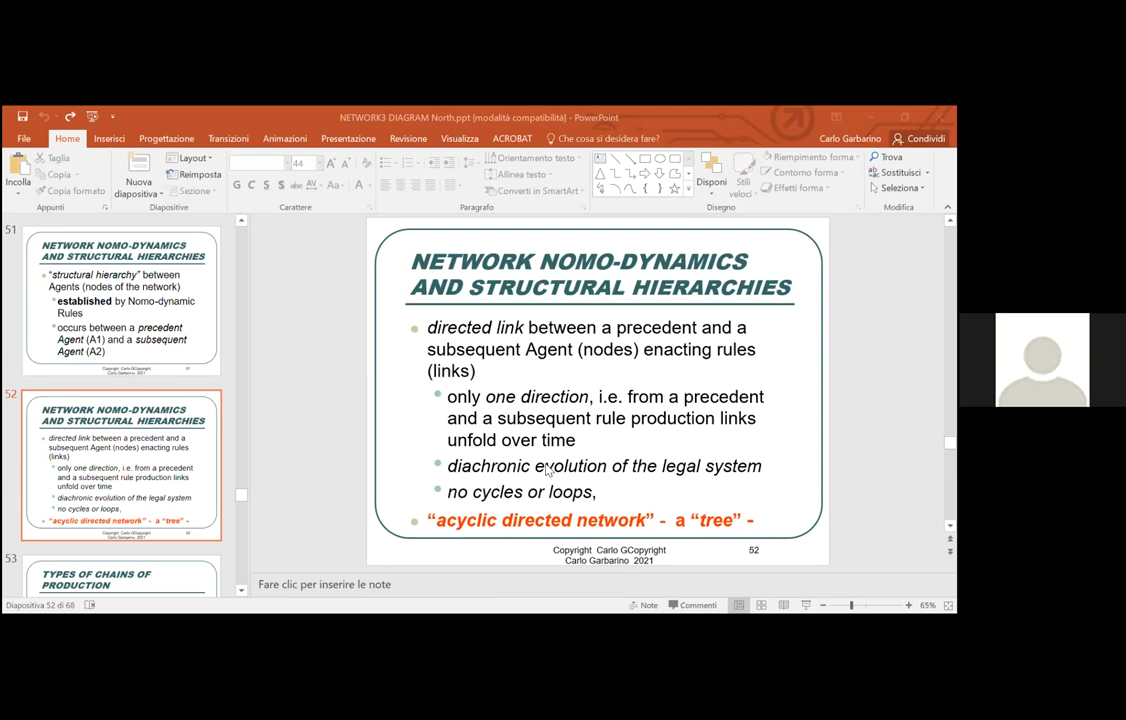 NETWORK3 DIAGRAM North.ppt (modalità compatibilità) - PowerPoint
File Home Inserisci Progettazione Transizioni Animazioni Presentazione Revisione Visualizza ACROBAT Che cosa si desidera fare? Carlo Garbarino Condividi
Incolla
Taglia
Copia
Copia formato
Appunti
Nuova
diapositiva
Layout
Reimposta
Sezione
Diapositive
44
G C S S abc AV Aa A
Carattere
Orientamento testo
Allinea testo
Converti in SmartArt
Paragrafo
Disponi
Stili
veloci
Riempimento forma
Contorno forma
Effetti forma
Disegno
Trova
Sostituisci
Seleziona
Modifica
51
NETWORK NOMO-DYNAMICS
AND STRUCTURAL HIERARCHIES
"structural hierarchy" between
Agents (nodes of the network)
established by Nomo-dynamic
Rules
occurs between a precedent
Agent (A1) and a subsequent
Agent (A2)
Copyright Carlo GCopyright
Carlo Garbarino 2021
51
52
NETWORK NOMO-DYNAMICS
AND STRUCTURAL HIERARCHIES
directed link between a precedent and a
subsequent Agent (nodes) enacting rules
(links)
only one direction, i.e. from a precedent
and a subsequent rule production links
unfold over time
diachronic evolution of the legal system
no cycles or loops,
"acyclic directed network" - a "tree" -
Copyright Carlo GCopyright
Carlo Garbarino 2021
52
53
TYPES OF CHAINS OF
PRODUCTION
NETWORK NOMO-DYNAMICS
AND STRUCTURAL HIERARCHIES
directed link between a precedent and a
subsequent Agent (nodes) enacting rules
(links)
only one direction, i.e. from a precedent
and a subsequent rule production links
unfold over time
diachronic evolution of the legal system
no cycles or loops,
"acyclic directed network" - a "tree" -
Copyright Carlo GCopyright
Carlo Garbarino 2021
52
Fare clic per inserire le note
Diapositiva 52 di 68
Note
Commenti
65%